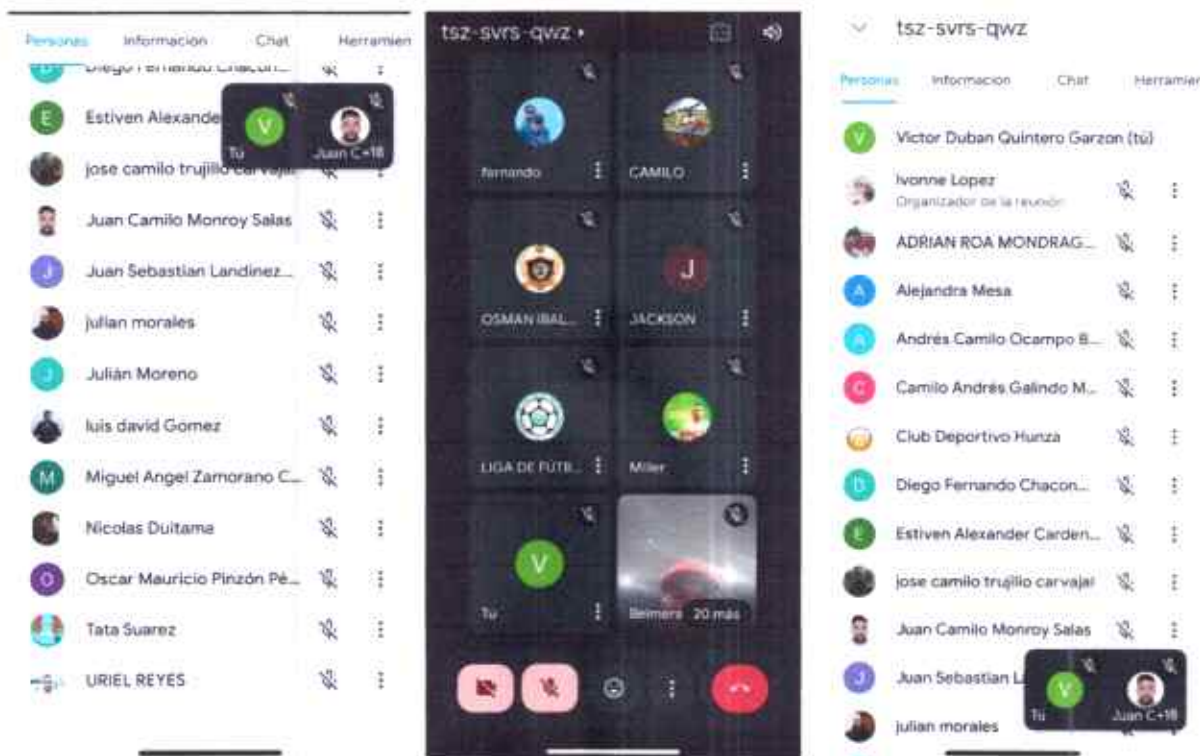 Personas Informacion Chat Herramien
Diego Fernando Chacon...
E Estiven Alexande
V
Tú Juan C+18
jose camilo trujillo carvajal
Juan Camilo Monroy Salas
J Juan Sebastian Landinez...
julian morales
J Julián Moreno
luis david Gomez
M Miguel Angel Zamorano C...
Nicolas Duitama
O Oscar Mauricio Pinzón Pé...
Tata Suarez
URIEL REYES
tsz-svrs-qwz
fernando CAMILO
J
OSMAN IBAL... JACKSON
LIGA DE FÚTB... Miller
V
Tú 20 más
tsz-svrs-qwz
Personas Informacion Chat Herramien
V Victor Duban Quintero Garzon (tú)
Ivonne Lopez
Organizador de la reunión
ADRIAN ROA MONDRAG...
A Alejandra Mesa
A Andrés Camilo Ocampo B...
C Camilo Andrés Galindo M...
Club Deportivo Hunza
D Diego Fernando Chacon...
E Estiven Alexander Carden...
jose camilo trujillo carvajal
Juan Camilo Monroy Salas
J Juan Sebastian L
V
Tú Juan C+18
julian morales